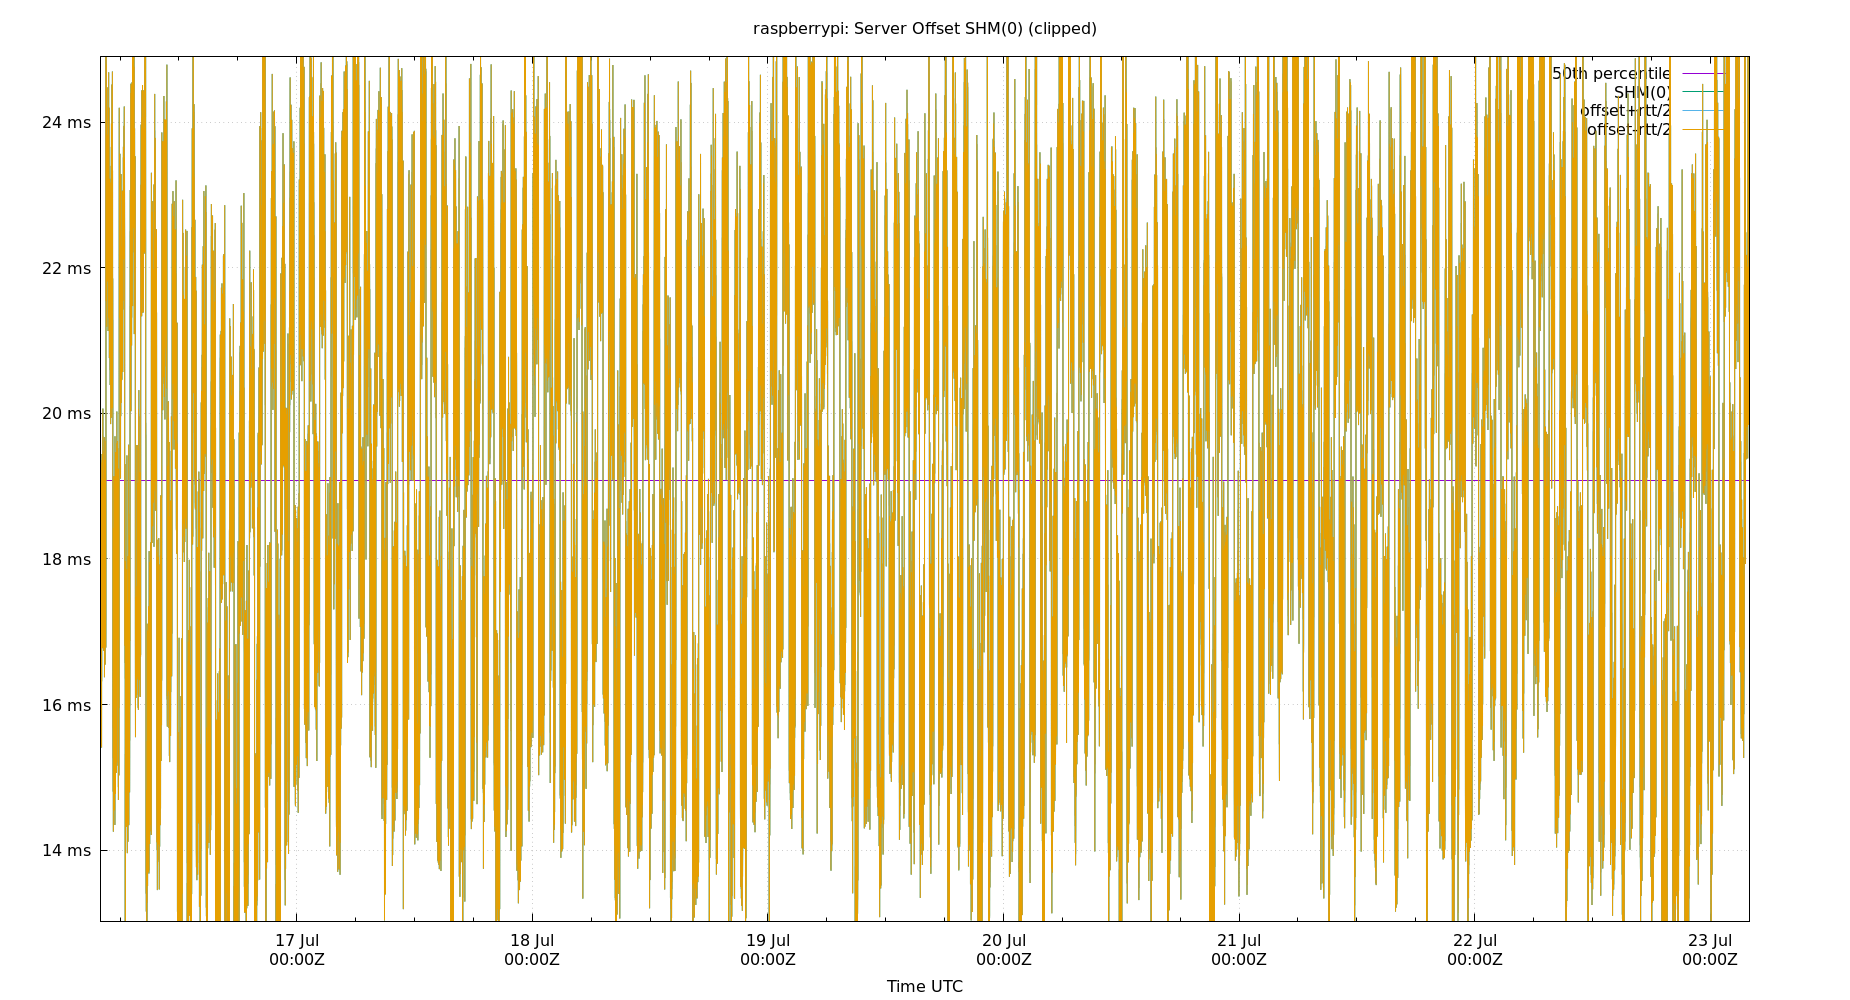 raspberrypi: Server Offset SHM(0) (clipped)
50th percentile
SHM(0)
offset+rtt/2
offset-rtt/2
24 ms
22 ms
20 ms
18 ms
16 ms
14 ms
17 Jul 18 Jul 19 Jul 20 Jul 21 Jul 22 Jul 23 Jul
00:00Z 00:00Z 00:00Z 00:00Z 00:00Z 00:00Z 00:00Z
Time UTC